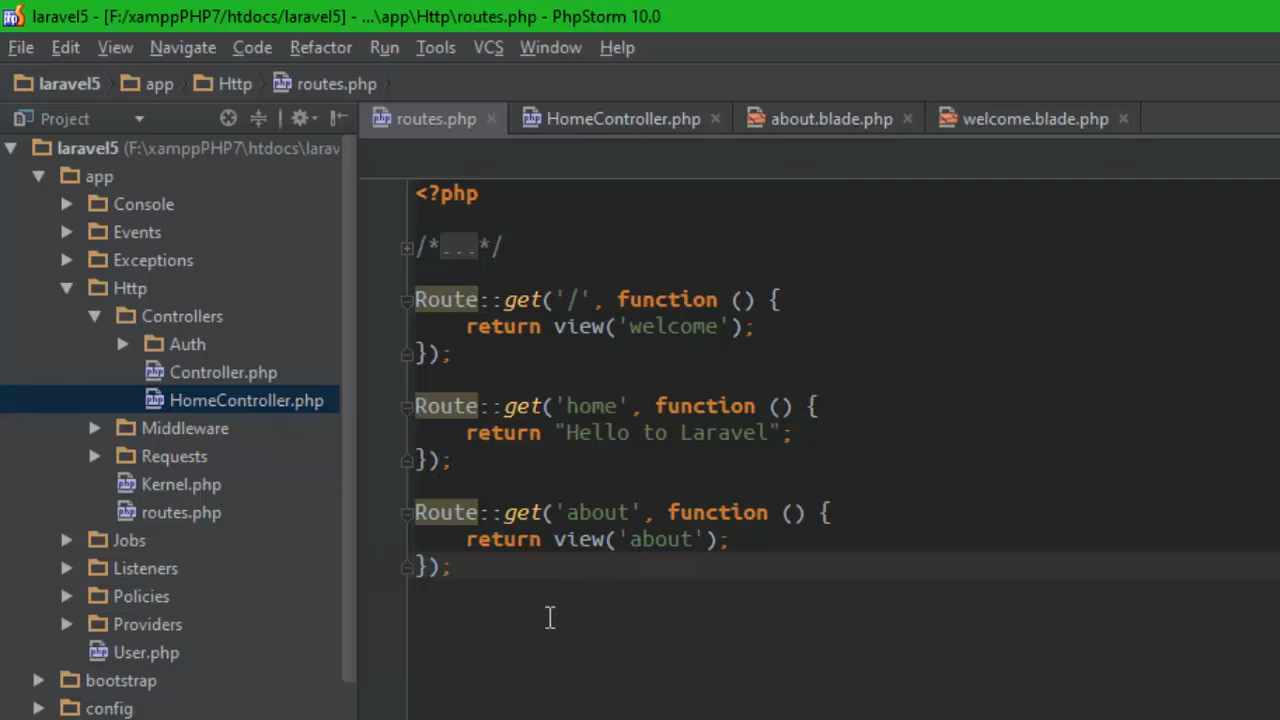 laravel5 - [F:/xamppPHP7/htdocs/laravel5] - ...\app\Http\routes.php - PhpStorm 10.0
File Edit View Navigate Code Refactor Run Tools VCS Window Help
laravel5 app Http routes.php
Project
routes.php HomeController.php about.blade.php welcome.blade.php
laravel5 (F:\xamppPHP7\htdocs\larav
app
Console
Events
Exceptions
Http
Controllers
Auth
Controller.php
HomeController.php
Middleware
Requests
Kernel.php
routes.php
Jobs
Listeners
Policies
Providers
User.php
bootstrap
config
<?php
/*...*/
Route::get('/', function () {
    return view('welcome');
});
Route::get('home', function () {
    return "Hello to Laravel";
});
Route::get('about', function () {
    return view('about');
});